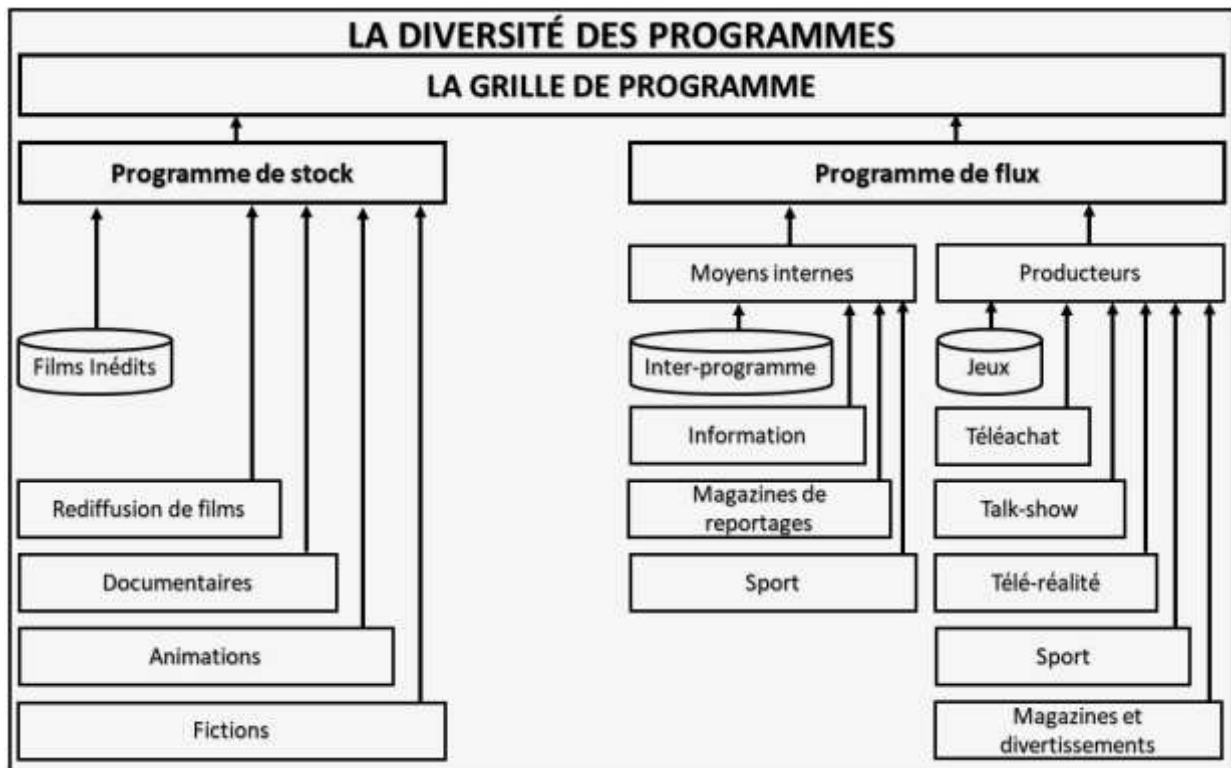 LA DIVERSITÉ DES PROGRAMMES
LA GRILLE DE PROGRAMME
Programme de stock
Programme de flux
Moyens internes
Producteurs
Films Inédits
Inter-programme
Jeux
Information
Téléachat
Rediffusion de films
Magazines de
reportages
Talk-show
Documentaires
Sport
Télé-réalité
Animations
Sport
Fictions
Magazines et
divertissements